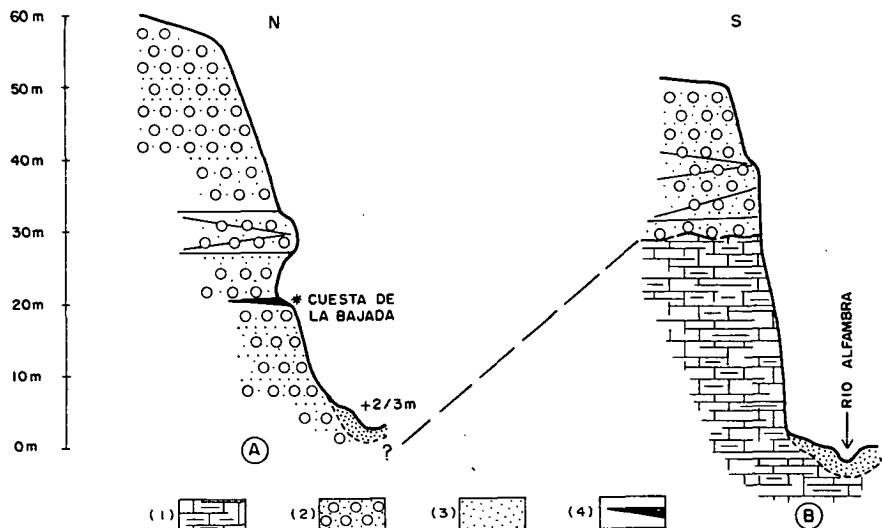 60 m
N
S
50 m
40 m
30 m
20 m
* CUESTA DE
LA BAJADA
10 m
+2/3 m
0 m
?
A
B
RIO ALFAMBRA
(1)
(2)
(3)
(4)